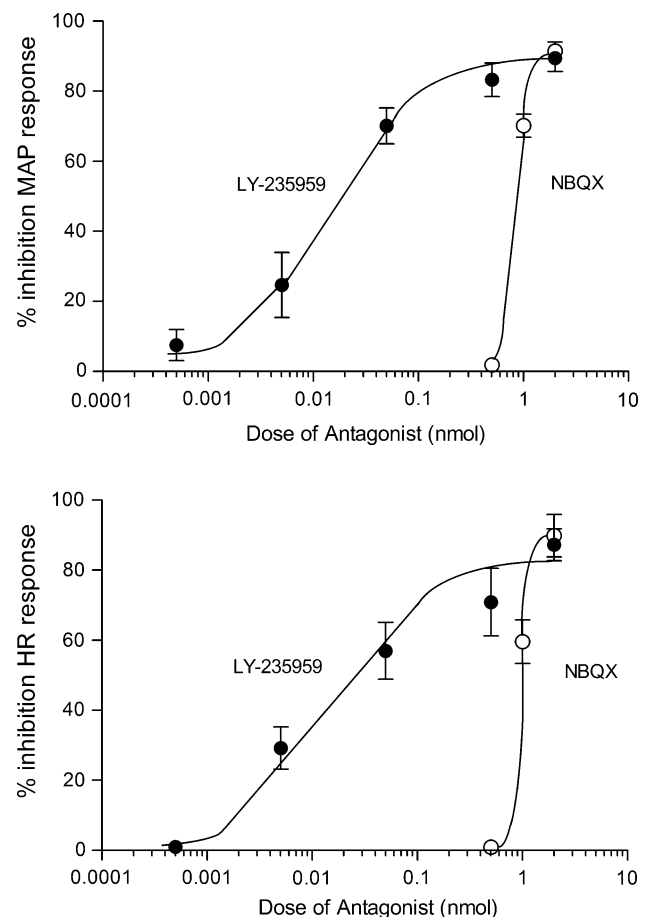 100
80
60
40
20
0
% inhibition MAP response
LY-235959
NBQX
0.0001 0.001 0.01 0.1 1 10
Dose of Antagonist (nmol)
100
80
60
40
20
0
% inhibition HR response
LY-235959
NBQX
0.0001 0.001 0.01 0.1 1 10
Dose of Antagonist (nmol)